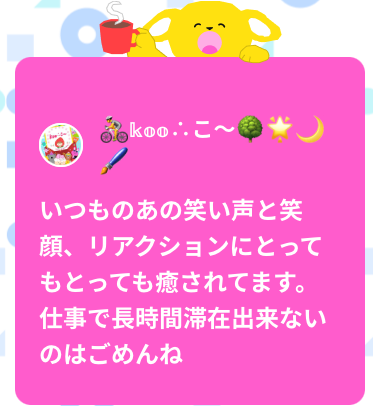 🚴𝕜𝕠𝕠∴こ〜🌳🌟🌙
🖌️
いつものあの笑い声と笑
顔、リアクションにとって
もとっても癒されてます。
仕事で長時間滞在出来ない
のはごめんね